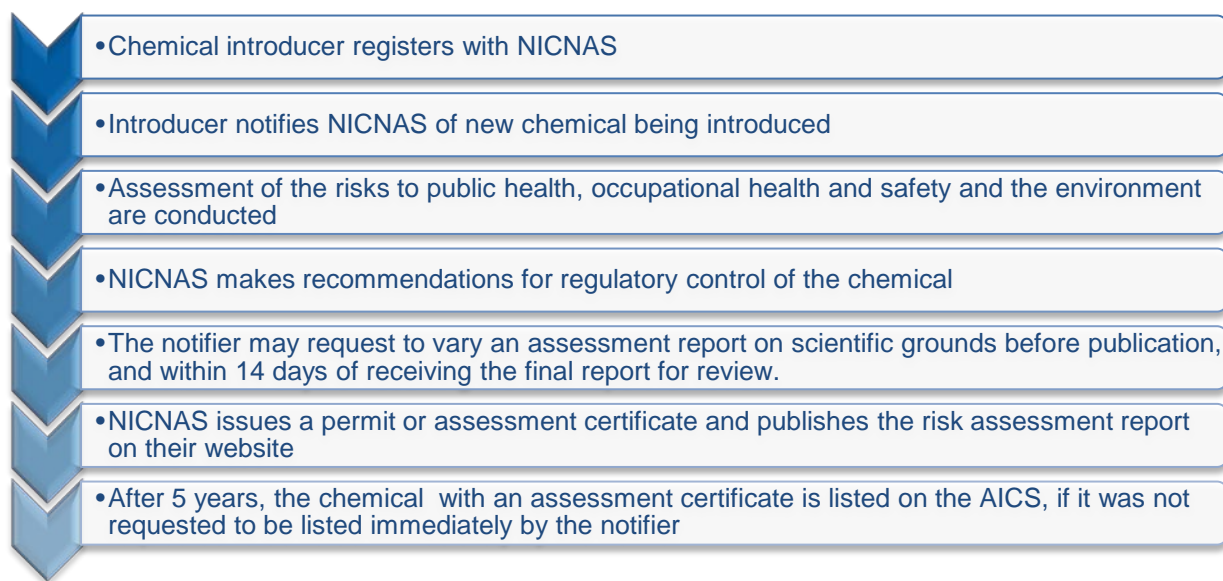 •Chemical introducer registers with NICNAS
•Introducer notifies NICNAS of new chemical being introduced
•Assessment of the risks to public health, occupational health and safety and the environment
are conducted
•NICNAS makes recommendations for regulatory control of the chemical
•The notifier may request to vary an assessment report on scientific grounds before publication,
and within 14 days of receiving the final report for review.
•NICNAS issues a permit or assessment certificate and publishes the risk assessment report
on their website
•After 5 years, the chemical  with an assessment certificate is listed on the AICS, if it was not
requested to be listed immediately by the notifier